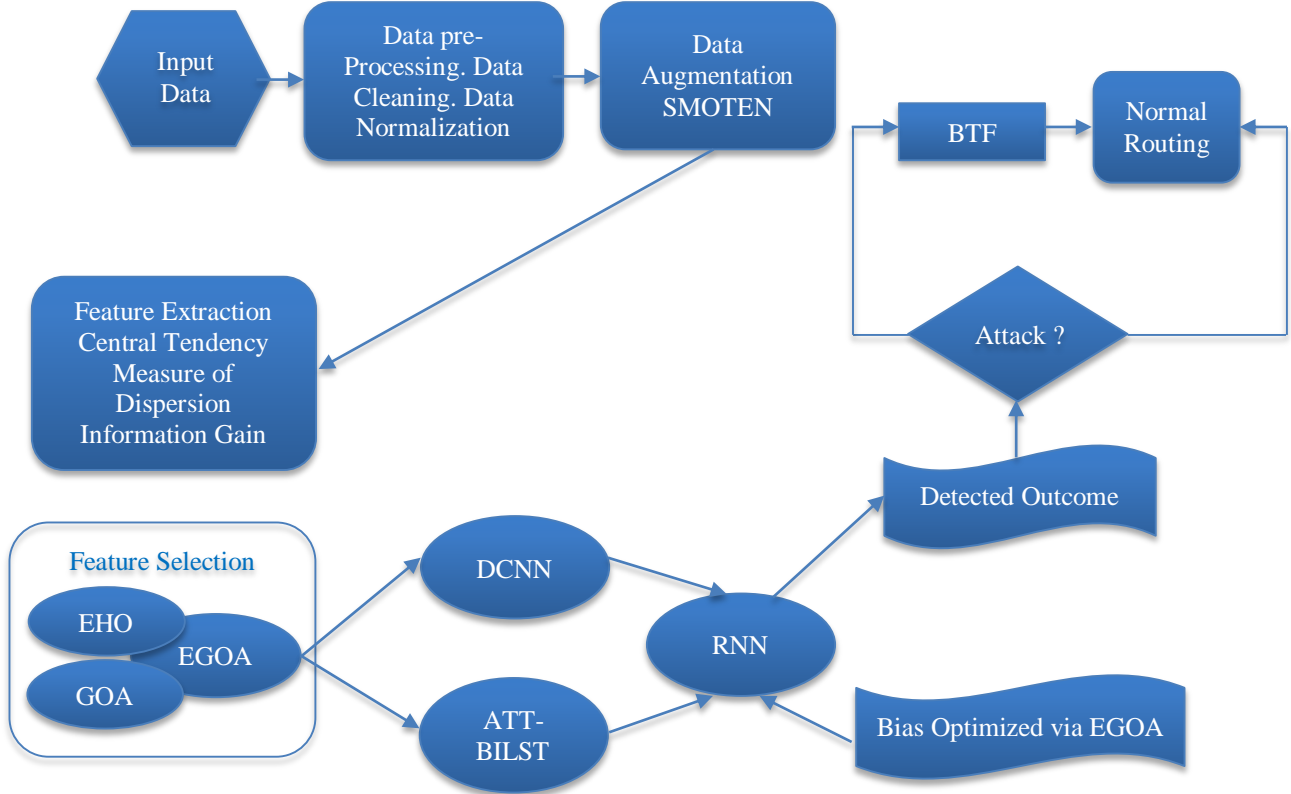 Input
Data
Data pre-
Processing. Data
Cleaning. Data
Normalization
Data
Augmentation
SMOTEN
BTF
Normal
Routing
Attack ?
Feature Extraction
Central Tendency
Measure of
Dispersion
Information Gain
Detected Outcome
Feature Selection
EHO
EGOA
GOA
DCNN
ATT-
BILST
RNN
Bias Optimized via EGOA